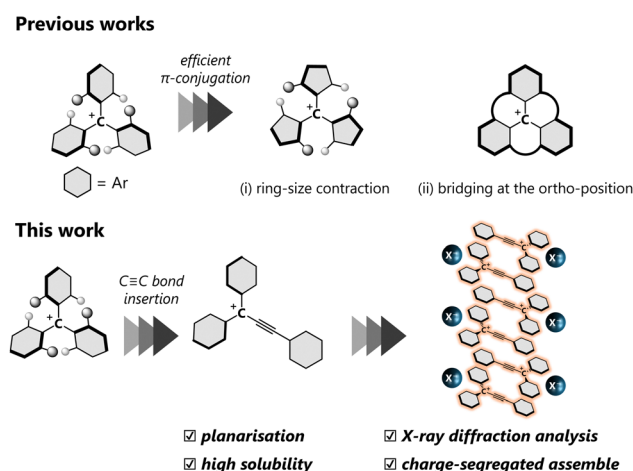 Previous works
efficient
π-conjugation
+
C
+
C
+
C
= Ar
(i) ring-size contraction
(ii) bridging at the ortho-position
This work
C≡C bond
insertion
+
C
+
C
X⁻
X⁻
X⁻
X⁻
X⁻
X⁻
C⁺
C⁺
C⁺
C⁺
C⁺
C⁺
☑ planarisation
☑ X-ray diffraction analysis
☑ high solubility
☑ charge-segregated assemble